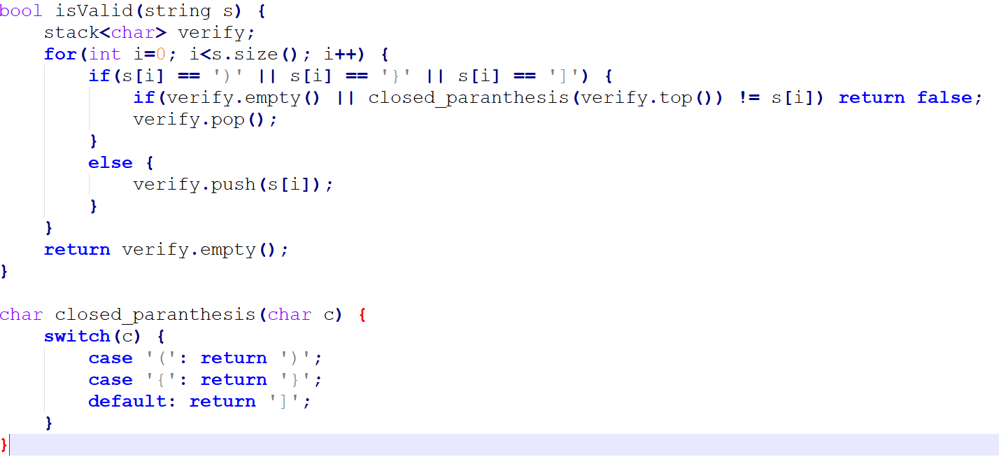 bool isValid(string s) {
    stack<char> verify;
    for(int i=0; i<s.size(); i++) {
        if(s[i] == ')' || s[i] == '}' || s[i] == ']') {
            if(verify.empty() || closed_paranthesis(verify.top()) != s[i]) return false;
            verify.pop();
        }
        else {
            verify.push(s[i]);
        }
    }
    return verify.empty();
}

char closed_paranthesis(char c) {
    switch(c) {
        case '(': return ')';
        case '{': return '}';
        default: return ']';
    }
}